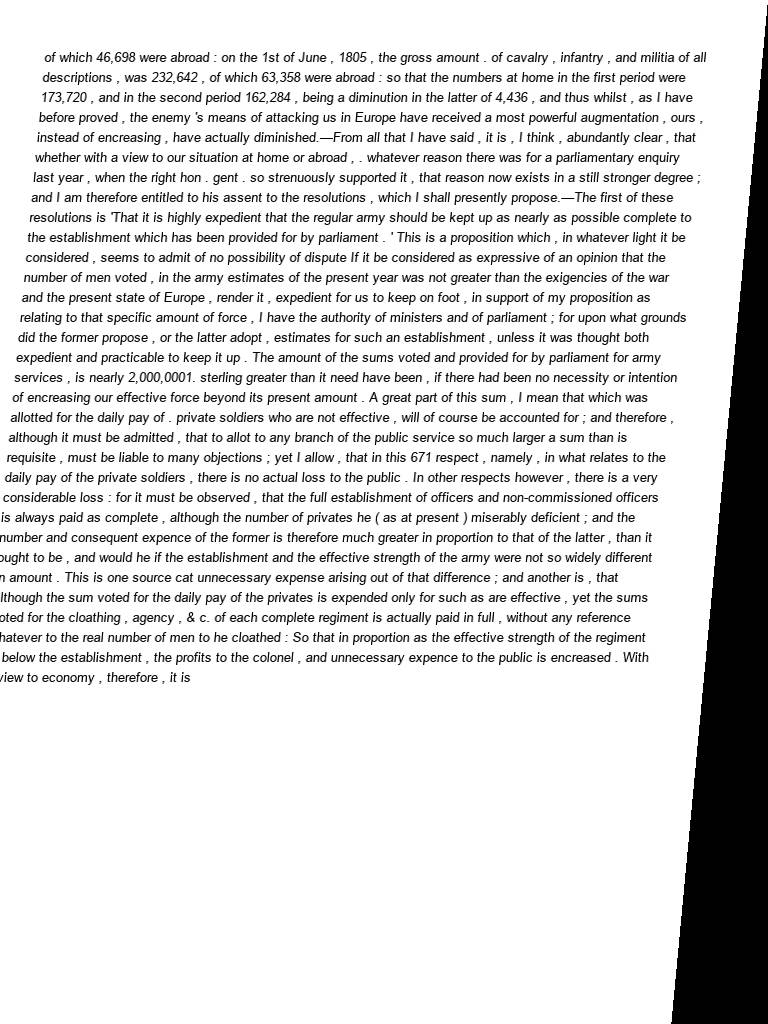 of which 46,698 were abroad : on the 1st of June , 1805 , the gross amount . of cavalry , infantry , and militia of all
descriptions , was 232,642 , of which 63,358 were abroad : so that the numbers at home in the first period were
173,720 , and in the second period 162,284 , being a diminution in the latter of 4,436 , and thus whilst , as I have
before proved , the enemy 's means of attacking us in Europe have received a most powerful augmentation , ours ,
instead of encreasing , have actually diminished.—From all that I have said , it is , I think , abundantly clear , that
whether with a view to our situation at home or abroad , . whatever reason there was for a parliamentary enquiry
last year , when the right hon . gent . so strenuously supported it , that reason now exists in a still stronger degree ;
and I am therefore entitled to his assent to the resolutions , which I shall presently propose.—The first of these
resolutions is 'That it is highly expedient that the regular army should be kept up as nearly as possible complete to
the establishment which has been provided for by parliament . ' This is a proposition which , in whatever light it be
considered , seems to admit of no possibility of dispute If it be considered as expressive of an opinion that the
number of men voted , in the army estimates of the present year was not greater than the exigencies of the war
and the present state of Europe , render it , expedient for us to keep on foot , in support of my proposition as
relating to that specific amount of force , I have the authority of ministers and of parliament ; for upon what grounds
did the former propose , or the latter adopt , estimates for such an establishment , unless it was thought both
expedient and practicable to keep it up . The amount of the sums voted and provided for by parliament for army
services , is nearly 2,000,0001. sterling greater than it need have been , if there had been no necessity or intention
of encreasing our effective force beyond its present amount . A great part of this sum , I mean that which was
allotted for the daily pay of . private soldiers who are not effective , will of course be accounted for ; and therefore ,
although it must be admitted , that to allot to any branch of the public service so much larger a sum than is
requisite , must be liable to many objections ; yet I allow , that in this 671 respect , namely , in what relates to the
daily pay of the private soldiers , there is no actual loss to the public . In other respects however , there is a very
considerable loss : for it must be observed , that the full establishment of officers and non-commissioned officers
is always paid as complete , although the number of privates he ( as at present ) miserably deficient ; and the
number and consequent expence of the former is therefore much greater in proportion to that of the latter , than it
ought to be , and would he if the establishment and the effective strength of the army were not so widely different
n amount . This is one source cat unnecessary expense arising out of that difference ; and another is , that
lthough the sum voted for the daily pay of the privates is expended only for such as are effective , yet the sums
oted for the cloathing , agency , & c. of each complete regiment is actually paid in full , without any reference
hatever to the real number of men to he cloathed : So that in proportion as the effective strength of the regiment
below the establishment , the profits to the colonel , and unnecessary expence to the public is encreased . With
view to economy , therefore , it is